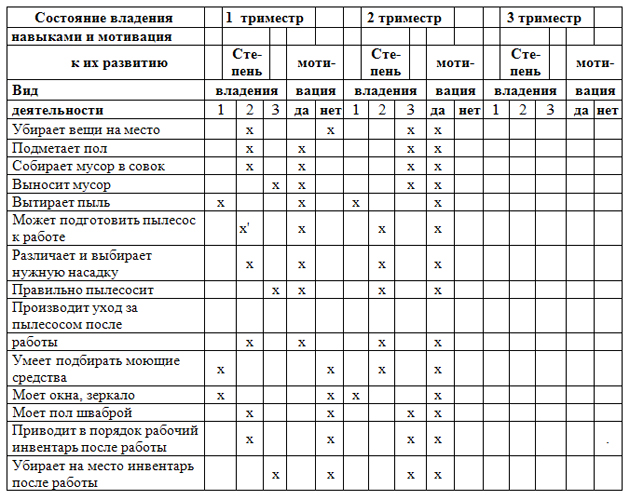 Состояние владения 1 триместр 2 триместр 3 триместр
навыками и мотивация
к их развитию Сте-пень моти- Сте-пень моти- Сте-пень моти-
Вид владения вация владения вация владения вация
деятельности 1 2 3 да нет 1 2 3 да нет 1 2 3 да нет
Убирает вещи на место х х х х
Подметает пол х х х х
Собирает мусор в совок х х х х
Выносит мусор х х х х
Вытирает пыль х х х х
Может подготовить пылесос
к работе х' х х х
Различает и выбирает
нужную насадку х х х х
Правильно пылесосит х х х х
Производит уход за
пылесосом после
работы х х х х
Умеет подбирать моющие
средства х х х х
Моет окна, зеркало х х х х
Моет пол шваброй х х х х
Приводит в порядок рабочий
инвентарь после работы х х х х .
Убирает на место инвентарь
после работы х х х х